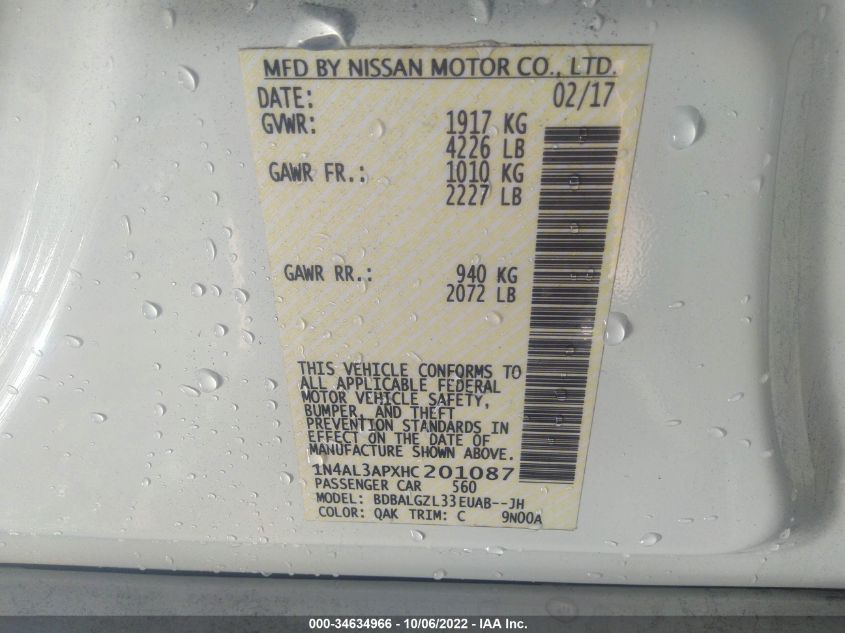 MFD BY NISSAN MOTOR CO., LTD.
DATE: 02/17
GVWR: 1917 KG
4226 LB
GAWR FR.: 1010 KG
2227 LB
GAWR RR.: 940 KG
2072 LB
THIS VEHICLE CONFORMS TO
ALL APPLICABLE FEDERAL
MOTOR VEHICLE SAFETY,
BUMPER, AND THEFT
PREVENTION STANDARDS IN
EFFECT ON THE DATE OF
MANUFACTURE SHOWN ABOVE.
1N4AL3APXHC201087
PASSENGER CAR 560
MODEL: BDBALGZL33EUAB--JH
COLOR: QAK TRIM: C 9N00A
000-34634966 - 10/06/2022 - IAA Inc.